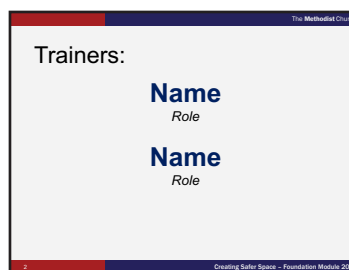 The Methodist Chur
Trainers:
Name
Role
Name
Role
2
Creating Safer Space – Foundation Module 20